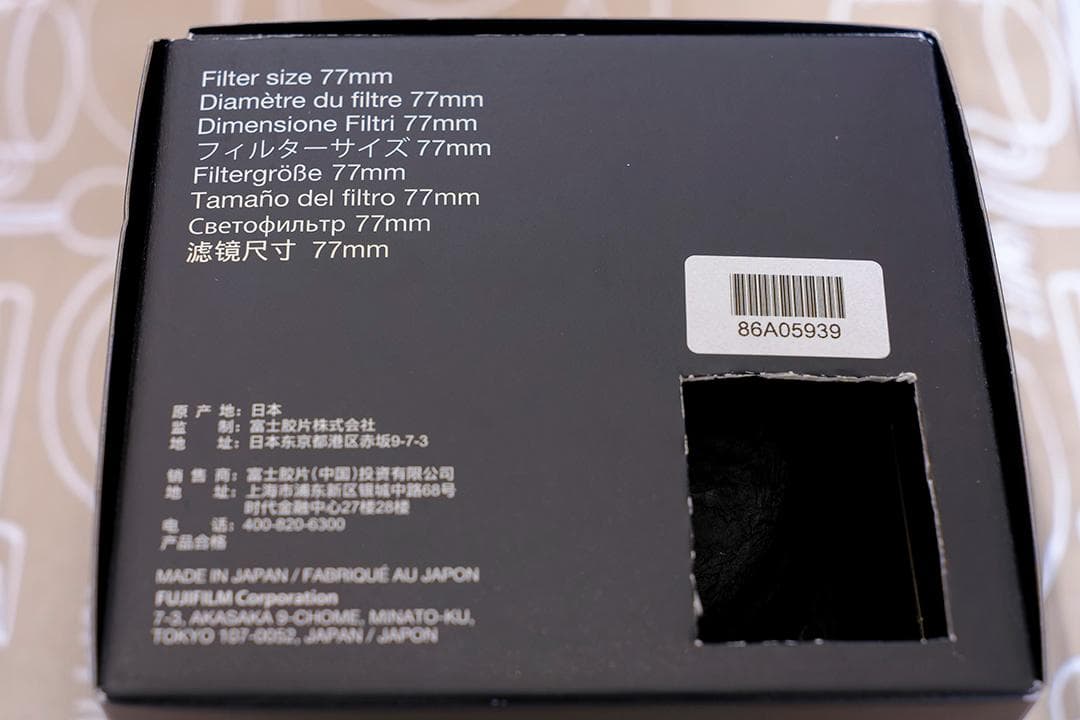 Filter size 77mm
Diamètre du filtre 77mm
Dimensione Filtri 77mm
フィルターサイズ 77mm
Filtergröße 77mm
Tamaño del filtro 77mm
Светофильтр 77mm
滤镜尺寸 77mm
86A05939
原产地：日本
监制：富士胶片株式会社
地址：日本东京都港区赤坂9-7-3
销售商：富士胶片(中国)投资有限公司
地址：上海市浦东新区银城中路68号
时代金融中心27楼28楼
电话：400-820-6300
产品合格
MADE IN JAPAN / FABRIQUÉ AU JAPON
FUJIFILM Corporation
7-3, AKASAKA 9-CHOME, MINATO-KU,
TOKYO 107-0052, JAPAN / JAPON